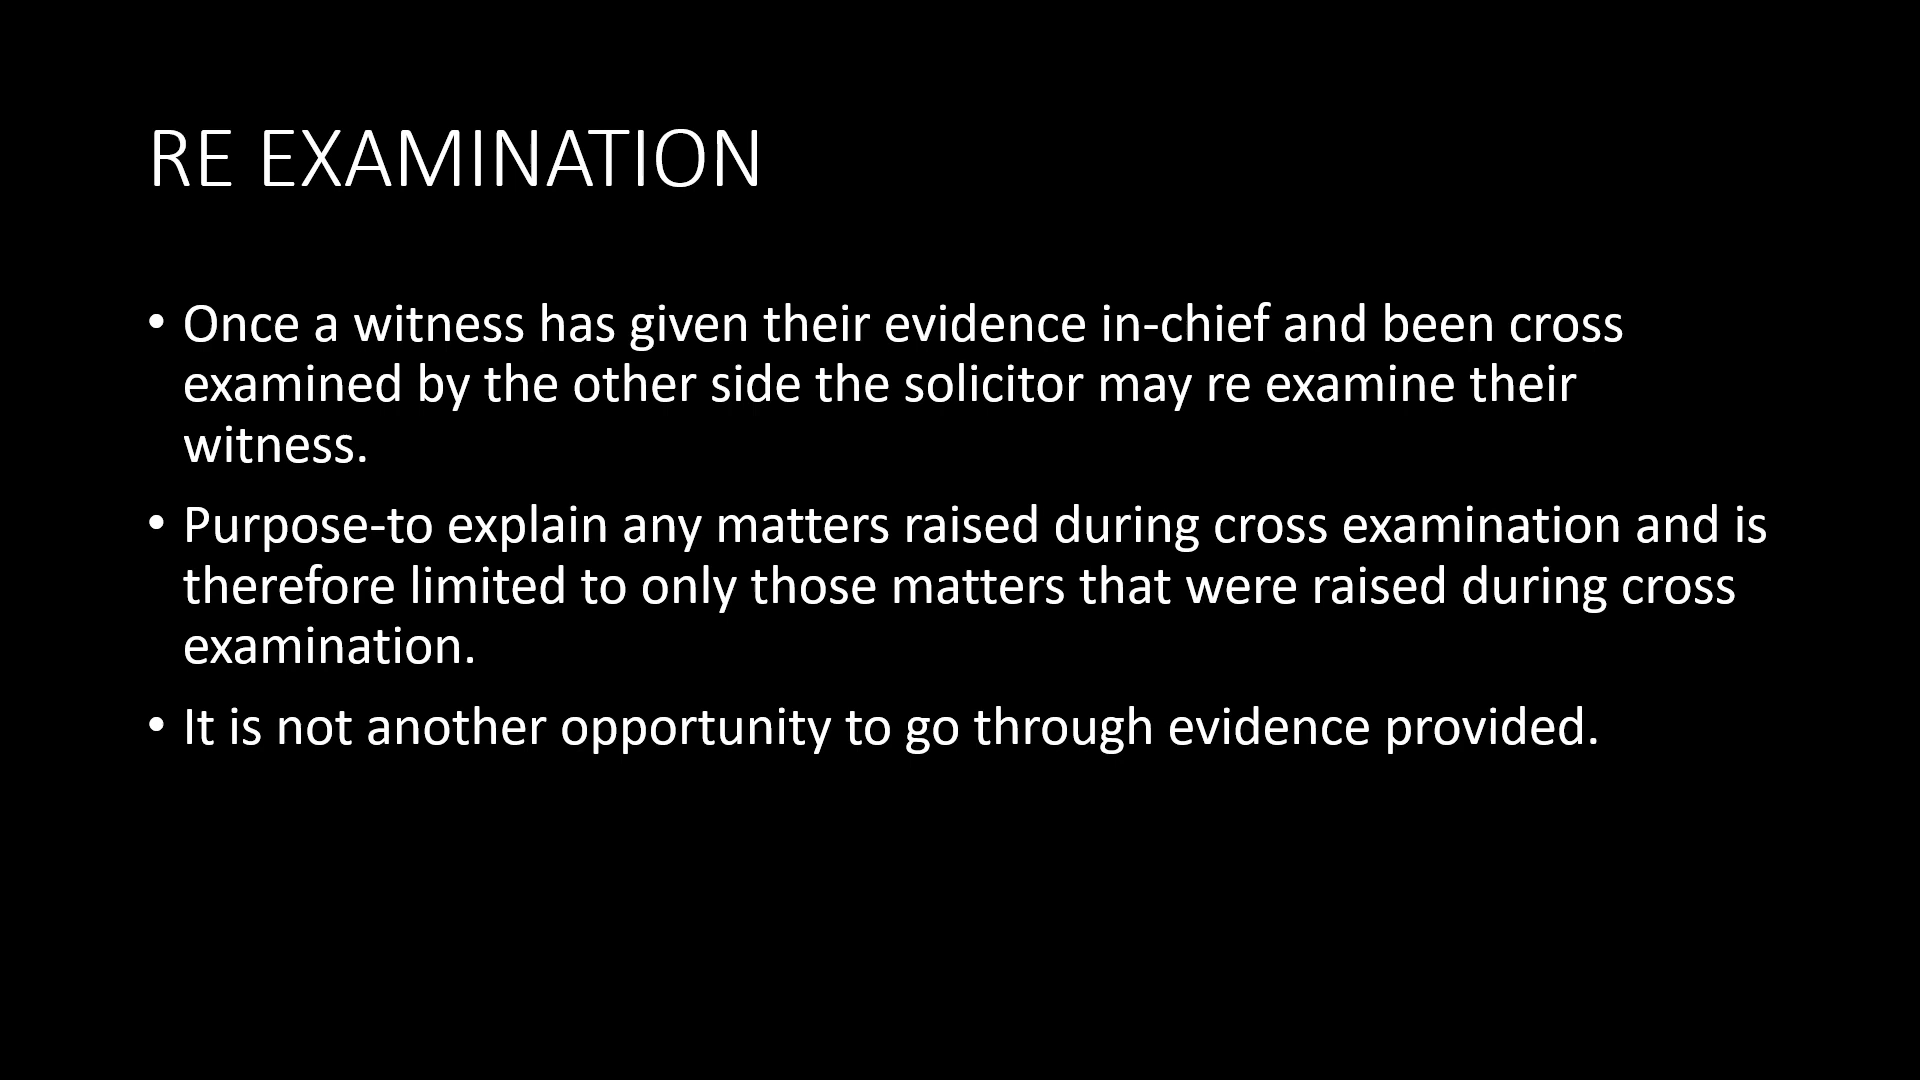 RE EXAMINATION
• Once a witness has given their evidence in-chief and been cross
examined by the other side the solicitor may re examine their
witness.
• Purpose-to explain any matters raised during cross examination and is
therefore limited to only those matters that were raised during cross
examination.
• It is not another opportunity to go through evidence provided.